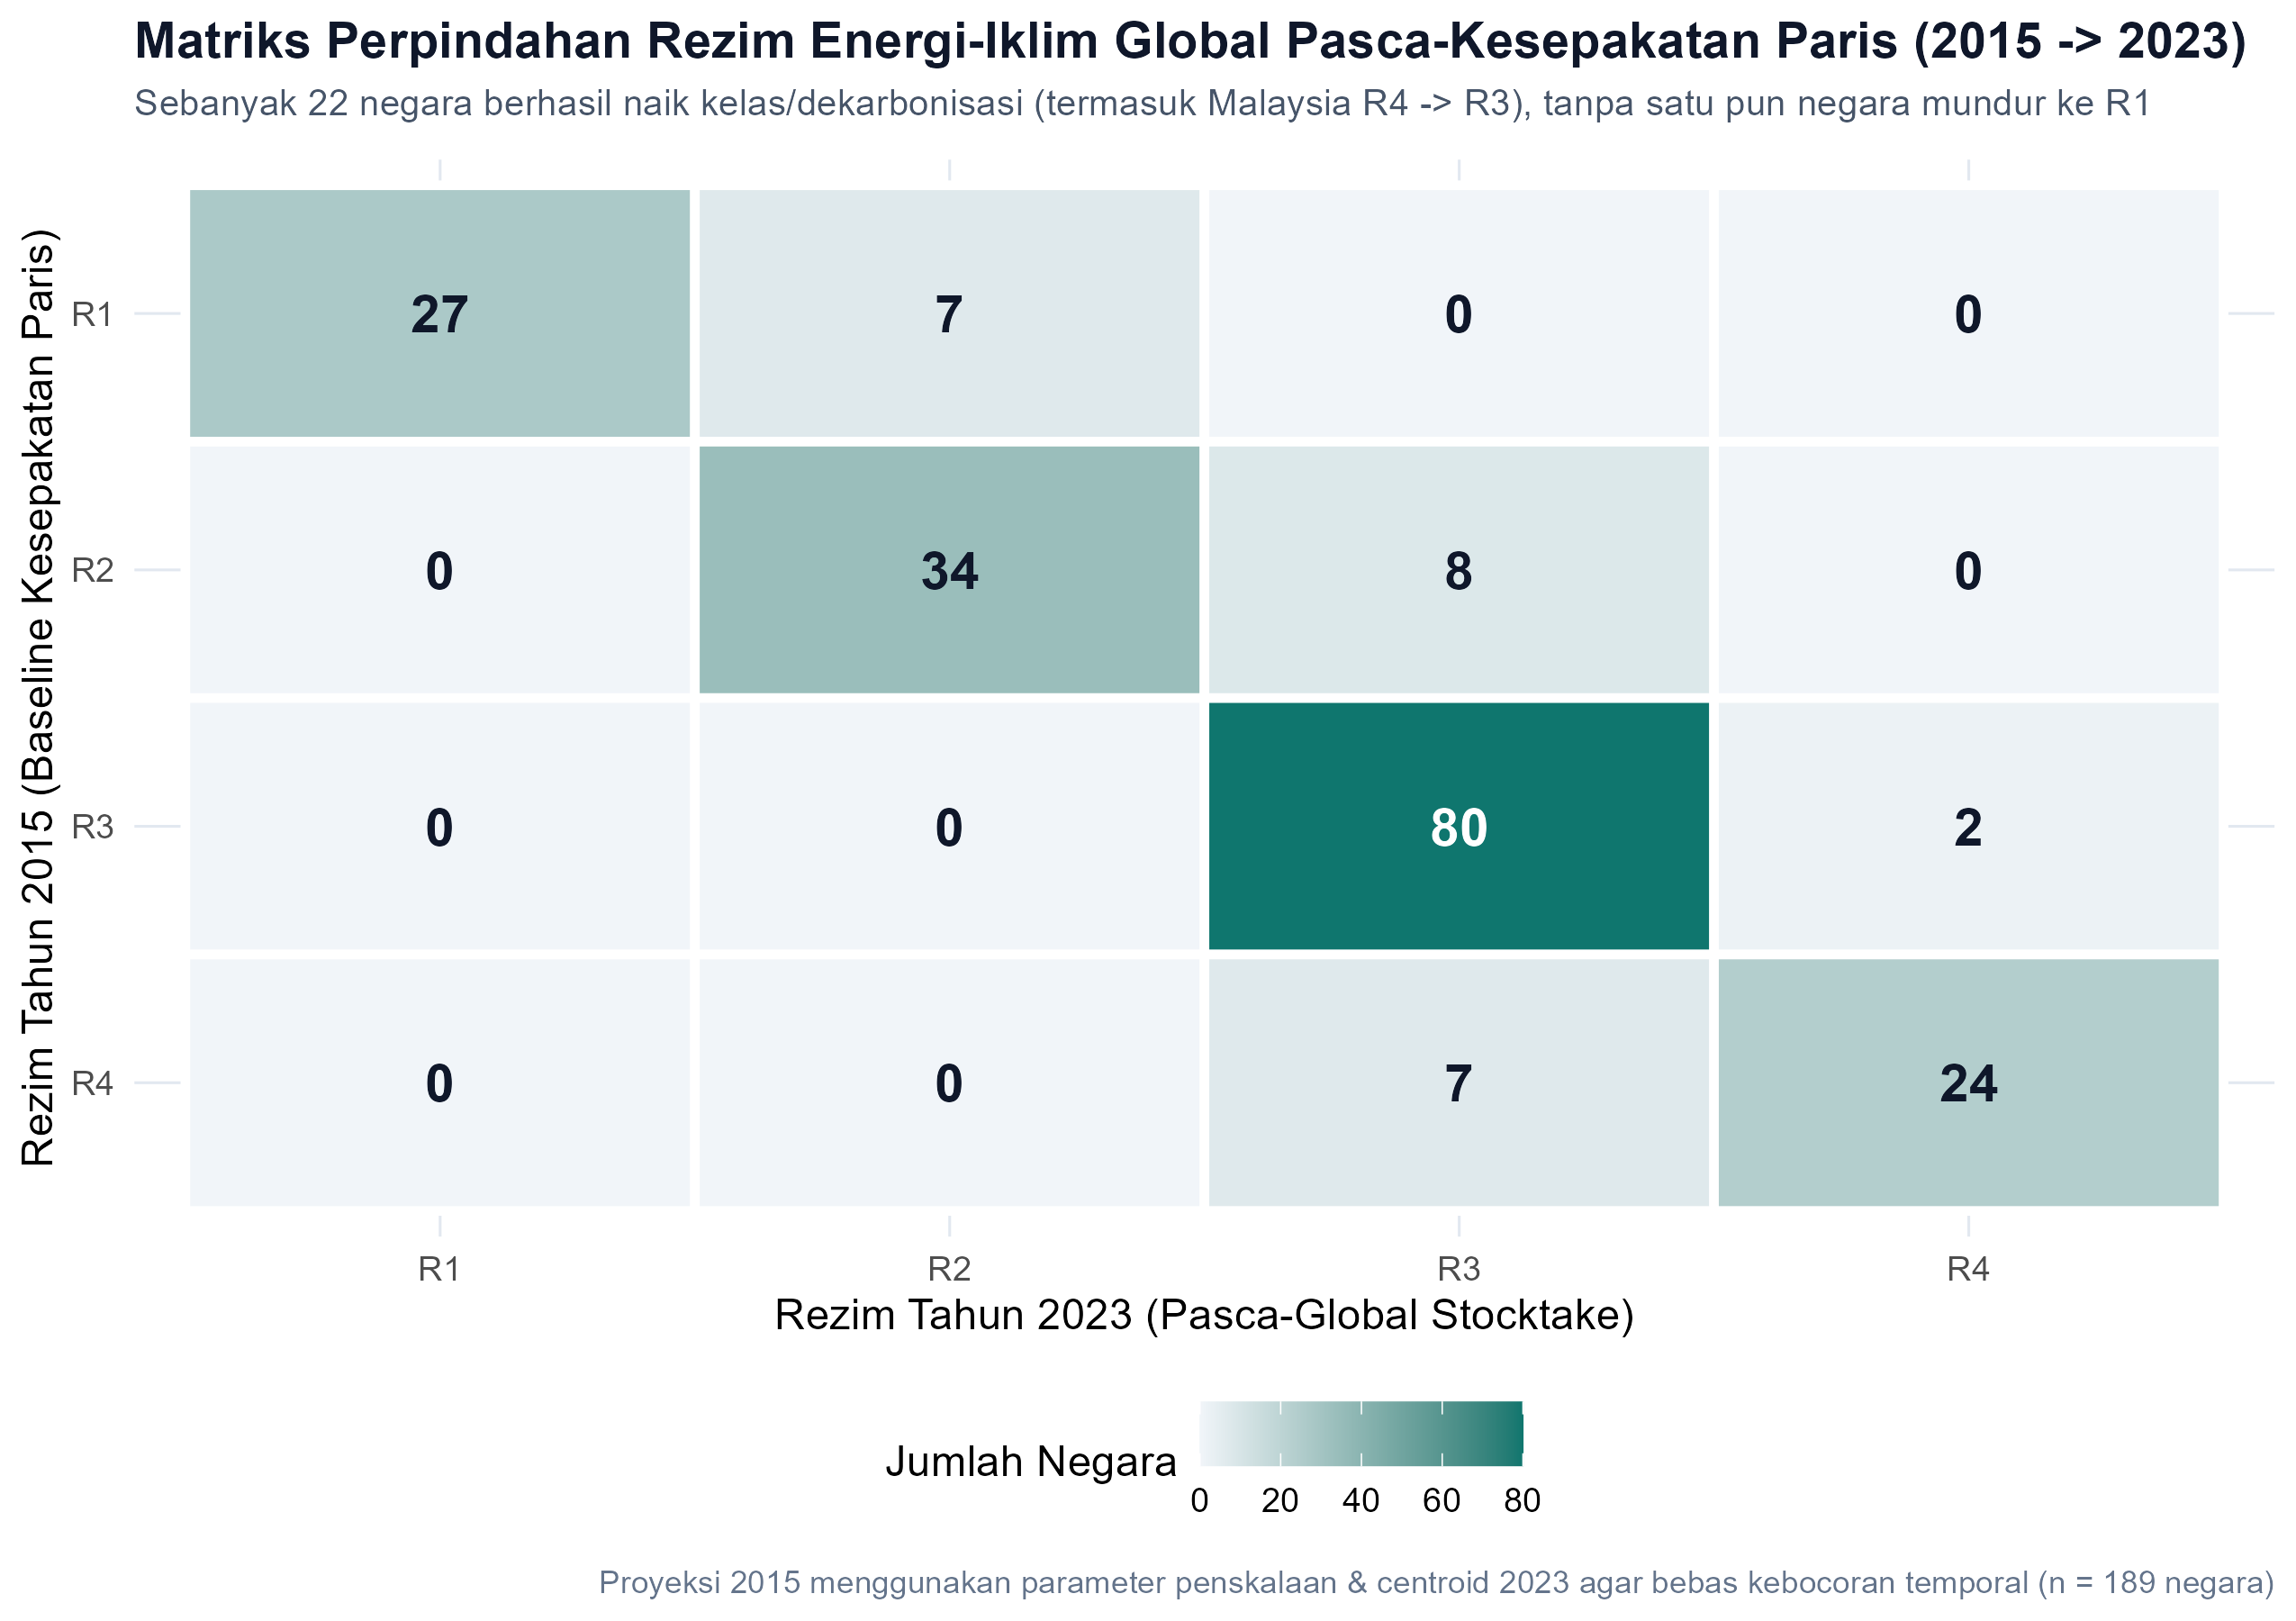 Matriks Perpindahan Rezim Energi-Iklim Global Pasca-Kesepakatan Paris (2015 -> 2023)
Sebanyak 22 negara berhasil naik kelas/dekarbonisasi (termasuk Malaysia R4 -> R3), tanpa satu pun negara mundur ke R1
Rezim Tahun 2015 (Baseline Kesepakatan Paris)
R1 27 7 0 0
R2 0 34 8 0
R3 0 0 80 2
R4 0 0 7 24
R1 R2 R3 R4
Rezim Tahun 2023 (Pasca-Global Stocktake)
Jumlah Negara
0 20 40 60 80
Proyeksi 2015 menggunakan parameter penskalaan & centroid 2023 agar bebas kebocoran temporal (n = 189 negara)